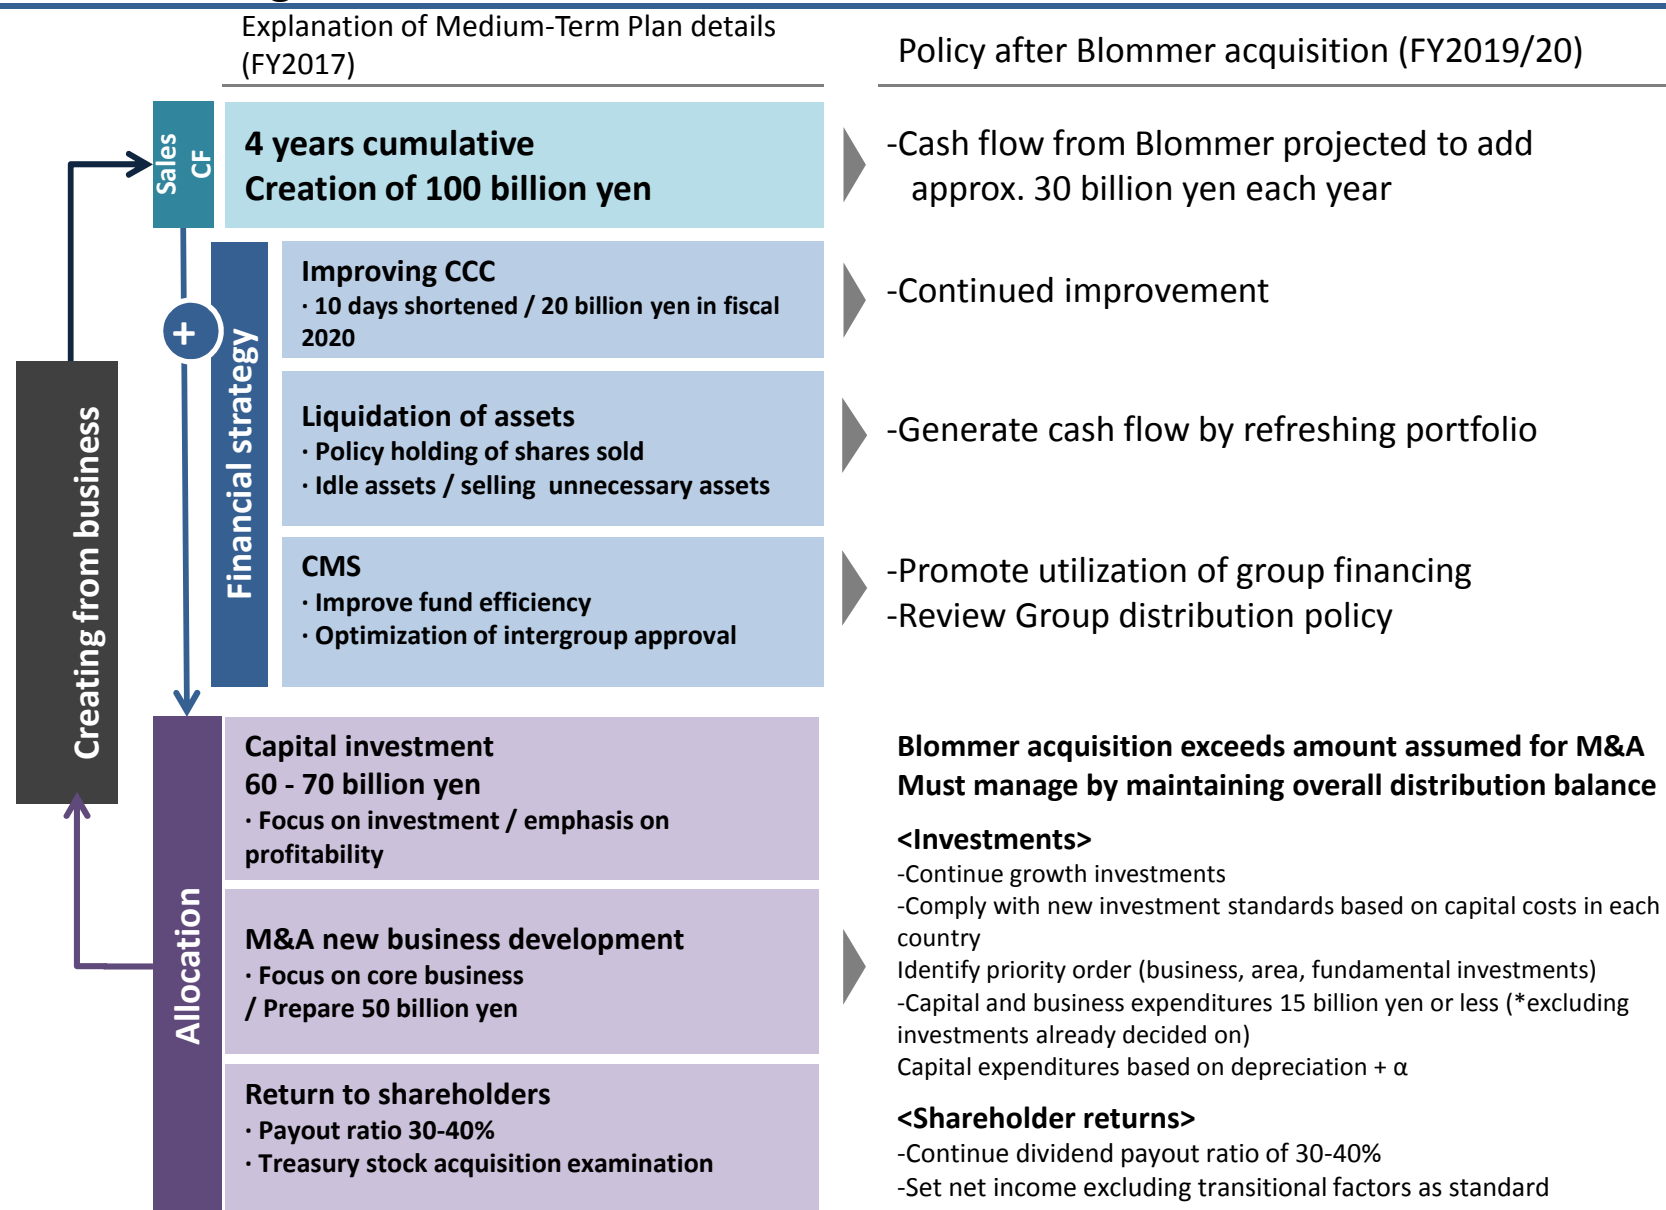 Explanation of Medium-Term Plan details
(FY2017)
Policy after Blommer acquisition (FY2019/20)
Creating from business
Sales
CF
4 years cumulative
Creation of 100 billion yen
-Cash flow from Blommer projected to add
approx. 30 billion yen each year
+
Financial strategy
Improving CCC
· 10 days shortened / 20 billion yen in fiscal
2020
-Continued improvement
Liquidation of assets
· Policy holding of shares sold
· Idle assets / selling unnecessary assets
-Generate cash flow by refreshing portfolio
CMS
· Improve fund efficiency
· Optimization of intergroup approval
-Promote utilization of group financing
-Review Group distribution policy
Allocation
Capital investment
60 - 70 billion yen
· Focus on investment / emphasis on
profitability
M&A new business development
· Focus on core business
/ Prepare 50 billion yen
Return to shareholders
· Payout ratio 30-40%
· Treasury stock acquisition examination
Blommer acquisition exceeds amount assumed for M&A
Must manage by maintaining overall distribution balance
<Investments>
-Continue growth investments
-Comply with new investment standards based on capital costs in each
country
Identify priority order (business, area, fundamental investments)
-Capital and business expenditures 15 billion yen or less (*excluding
investments already decided on)
Capital expenditures based on depreciation + α
<Shareholder returns>
-Continue dividend payout ratio of 30-40%
-Set net income excluding transitional factors as standard